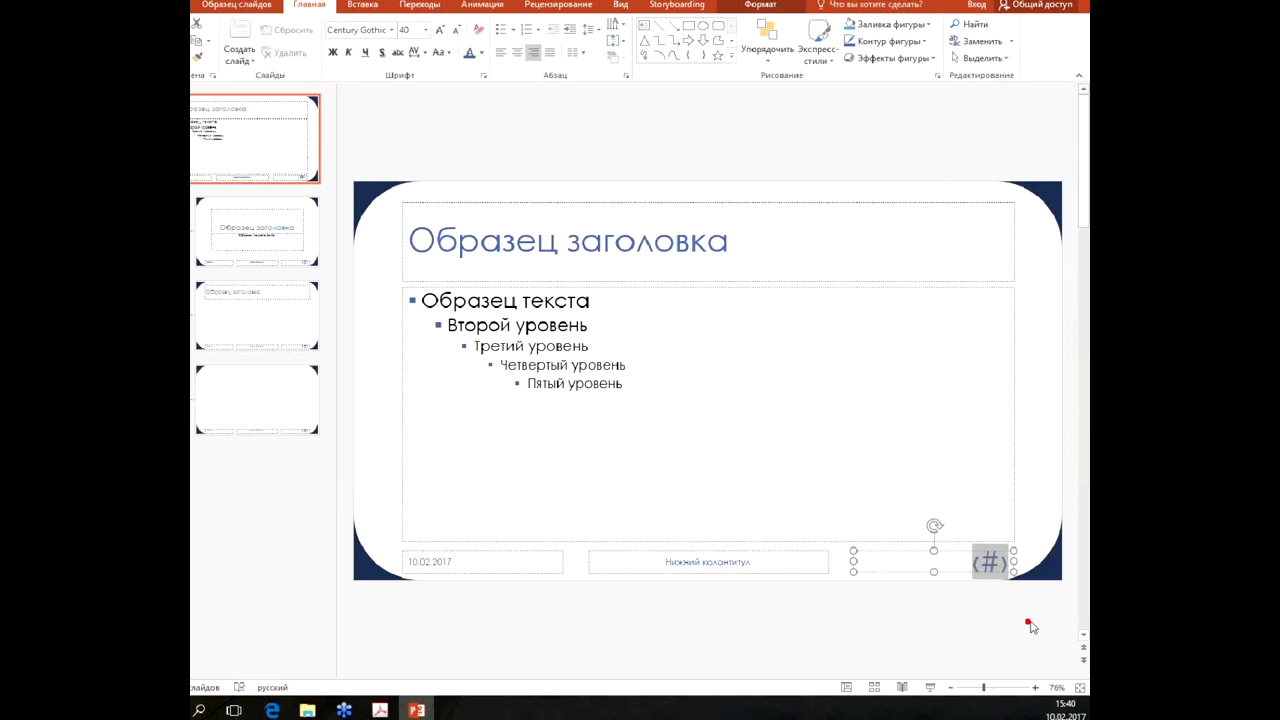 Образец слайдов Главная Вставка Переходы Анимация Рецензирование Вид Storyboarding Формат Что вы хотите сделать? Вход Общий доступ
Создать слайд
Сбросить
Удалить
Century Gothic 40
Ж К Ч S abc AV Aa А
Упорядочить
Экспресс-стили
Заливка фигуры
Контур фигуры
Эффекты фигуры
Найти
Заменить
Выделить
ена Слайды Шрифт Абзац Рисование Редактирование
Образец заголовка
Образец заголовка
Образец заголовка
Образец заголовка
Образец текста
Второй уровень
Третий уровень
Четвертый уровень
Пятый уровень
10.02.2017 Нижний колонтитул ‹#›
слайдов русский 76%
15:40
10.02.2017